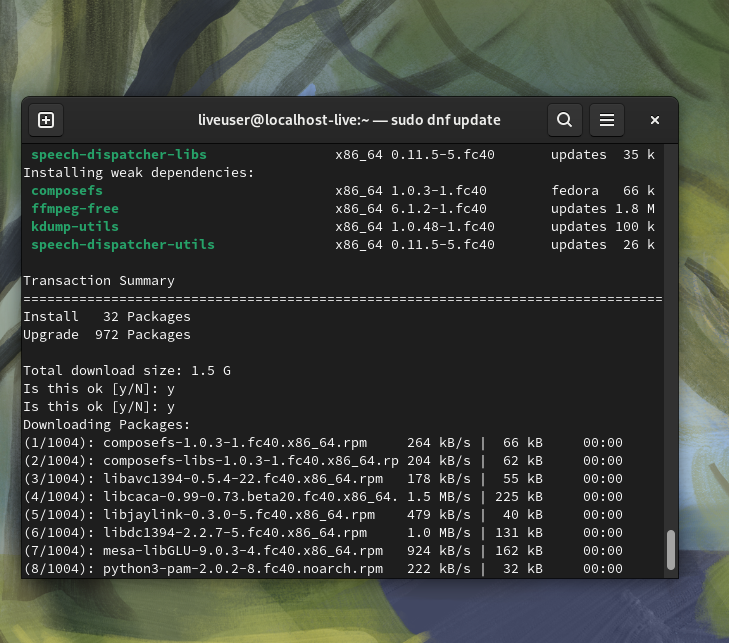 liveuser@localhost-live:~ — sudo dnf update
speech-dispatcher-libs x86_64 0.11.5-5.fc40 updates 35 k
Installing weak dependencies:
composefs x86_64 1.0.3-1.fc40 fedora 66 k
ffmpeg-free x86_64 6.1.2-1.fc40 updates 1.8 M
kdump-utils x86_64 1.0.48-1.fc40 updates 100 k
speech-dispatcher-utils x86_64 0.11.5-5.fc40 updates 26 k
Transaction Summary
================================================================================
Install 32 Packages
Upgrade 972 Packages
Total download size: 1.5 G
Is this ok [y/N]: y
Is this ok [y/N]: y
Downloading Packages:
(1/1004): composefs-1.0.3-1.fc40.x86_64.rpm 264 kB/s | 66 kB 00:00
(2/1004): composefs-libs-1.0.3-1.fc40.x86_64.rp 204 kB/s | 62 kB 00:00
(3/1004): libavc1394-0.5.4-22.fc40.x86_64.rpm 178 kB/s | 55 kB 00:00
(4/1004): libcaca-0.99-0.73.beta20.fc40.x86_64. 1.5 MB/s | 225 kB 00:00
(5/1004): libjaylink-0.3.0-5.fc40.x86_64.rpm 479 kB/s | 40 kB 00:00
(6/1004): libdc1394-2.2.7-5.fc40.x86_64.rpm 1.0 MB/s | 131 kB 00:00
(7/1004): mesa-libGLU-9.0.3-4.fc40.x86_64.rpm 924 kB/s | 162 kB 00:00
(8/1004): python3-pam-2.0.2-8.fc40.noarch.rpm 222 kB/s | 32 kB 00:00